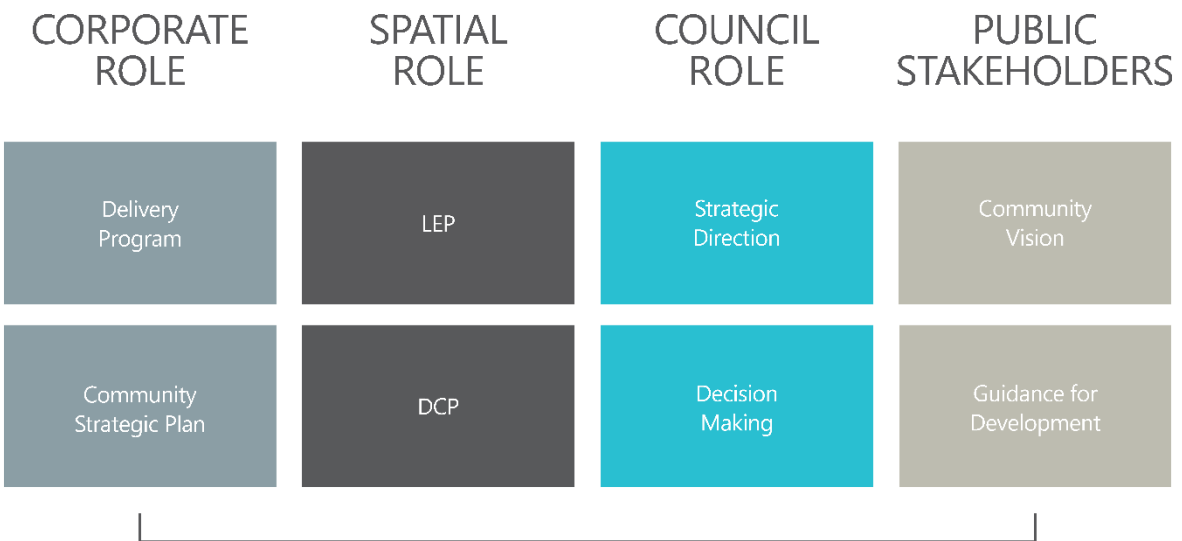 CORPORATE
ROLE
SPATIAL
ROLE
COUNCIL
ROLE
PUBLIC
STAKEHOLDERS
Delivery
Program
LEP
Strategic
Direction
Community
Vision
Community
Strategic Plan
DCP
Decision
Making
Guidance for
Development